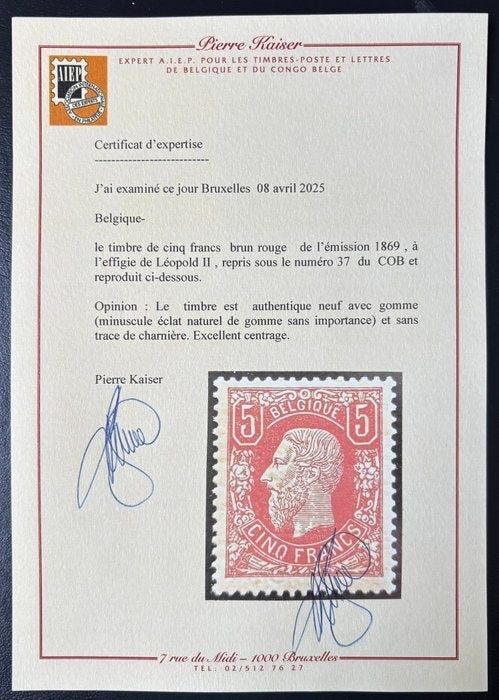 Pierre Kaiser
EXPERT A.I.E.P. POUR LES TIMBRES-POSTE ET LETTRES
DE BELGIQUE ET DU CONGO BELGE
AIEP
Certificat d'expertise
----------------------------
J'ai examiné ce jour Bruxelles 08 avril 2025
Belgique-
le timbre de cinq francs brun rouge de l'émission 1869 , à
l'effigie de Léopold II , repris sous le numéro 37 du COB et
reproduit ci-dessous.
Opinion : Le timbre est authentique neuf avec gomme
(minuscule éclat naturel de gomme sans importance) et sans
trace de charnière. Excellent centrage.
Pierre Kaiser
5 BELGIQUE 5
CINQ FRANCS
7 rue du Midi – 1000 Bruxelles
TÉL: 02/512 76 27